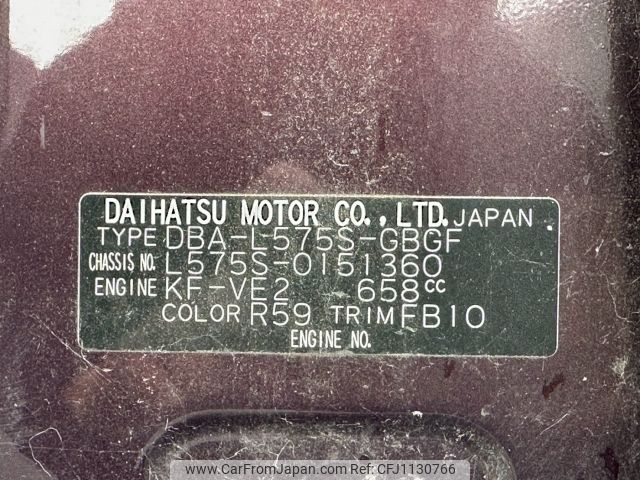 DAIHATSU MOTOR CO., LTD. JAPAN
TYPE DBA-L575S-GBGF
CHASSIS NO. L575S-0151360
ENGINE KF-VE2 658cc
COLOR R59 TRIM FB10
ENGINE NO.
www.CarFromJapan.com | CFJ1130766